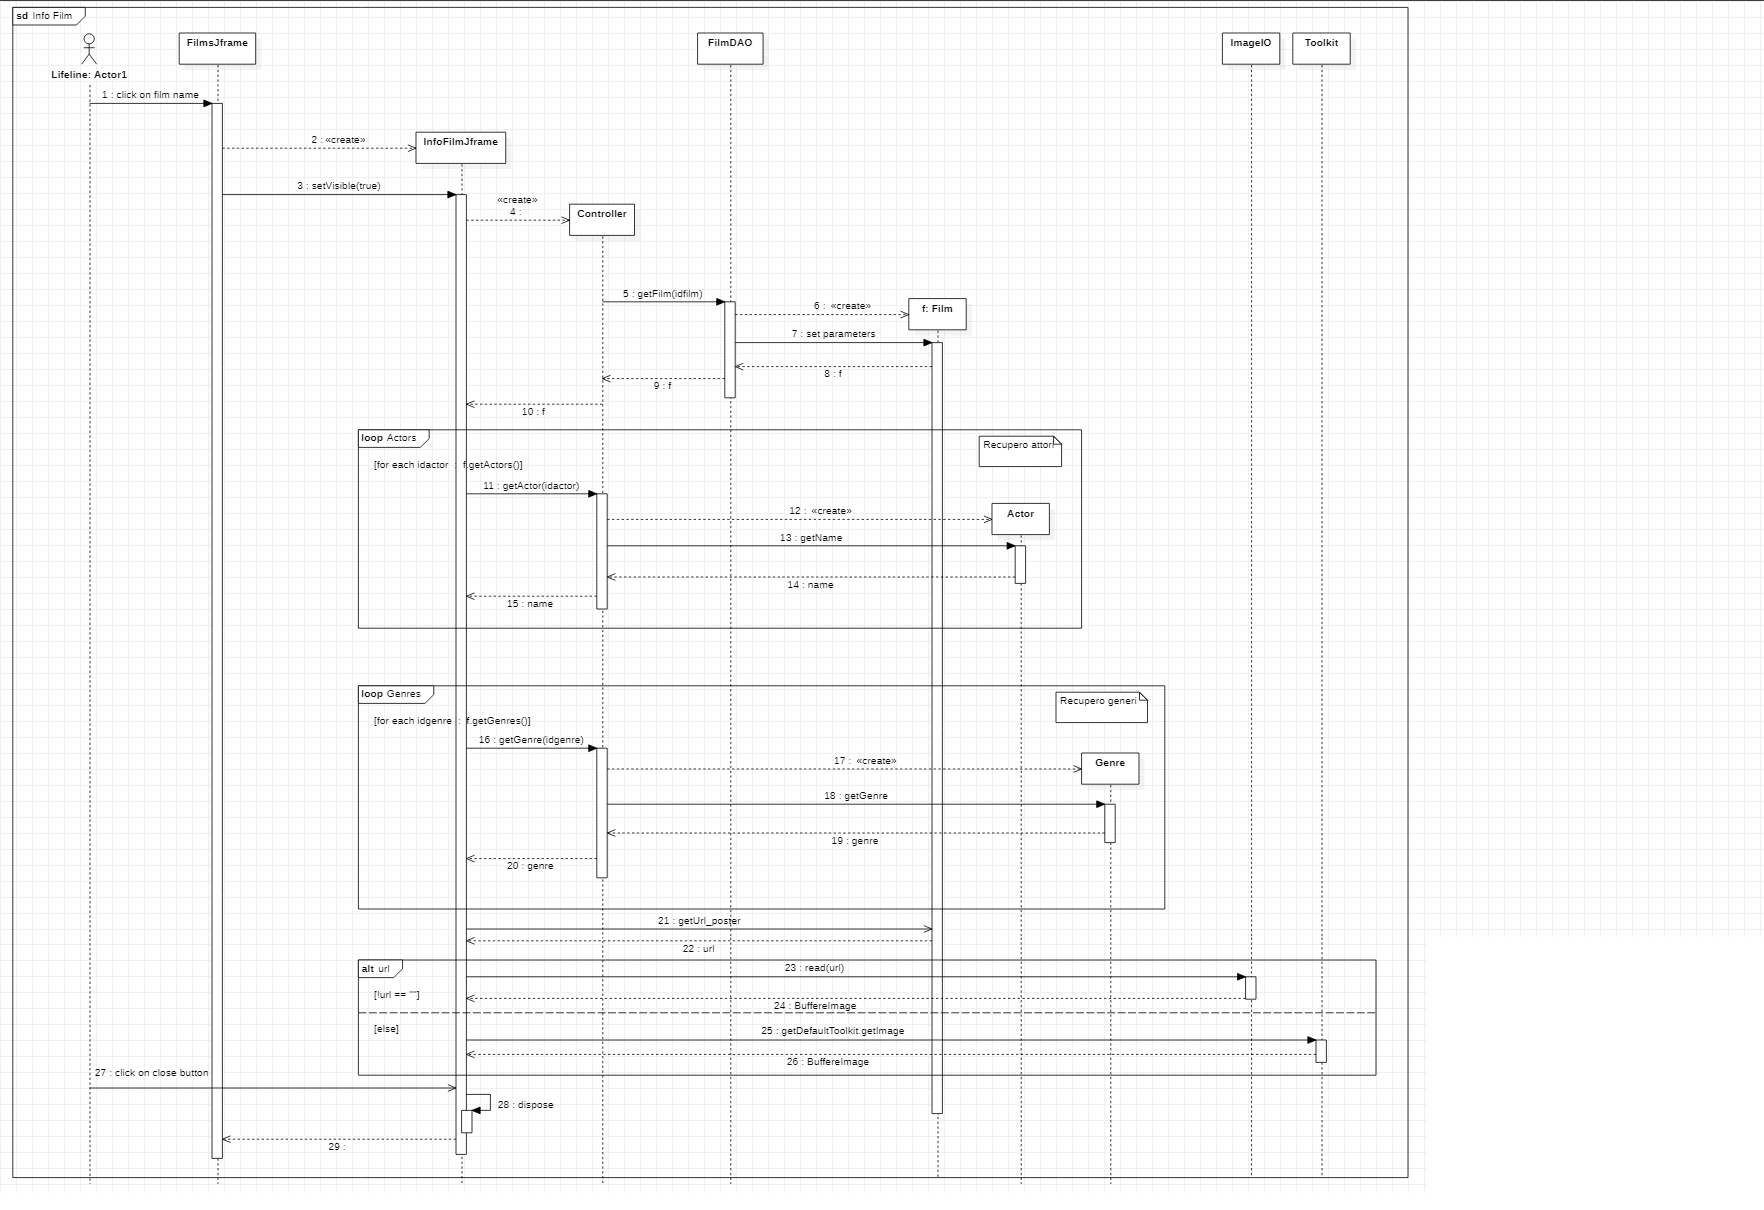 sd Info Film
FilmsJframe
FilmDAO
ImageIO
Toolkit
Lifeline: Actor1
1 : click on film name
2 : «create»
InfoFilmJframe
3 : setVisible(true)
«create»
4 :
Controller
5 : getFilm(idfilm)
6 : «create»
f: Film
7 : set parameters
8 : f
9 : f
10 : f
loop Actors
Recupero attori
[for each idactor : f.getActors()]
11 : getActor(idactor)
12 : «create»
Actor
13 : getName
14 : name
15 : name
loop Genres
Recupero generi
[for each idgenre : f.getGenres()]
16 : getGenre(idgenre)
17 : «create»
Genre
18 : getGenre
19 : genre
20 : genre
21 : getUrl_poster
22 : url
alt url
23 : read(url)
[!url == ""]
24 : BuffereImage
[else]
25 : getDefaultToolkit.getImage
26 : BuffereImage
27 : click on close button
28 : dispose
29 :